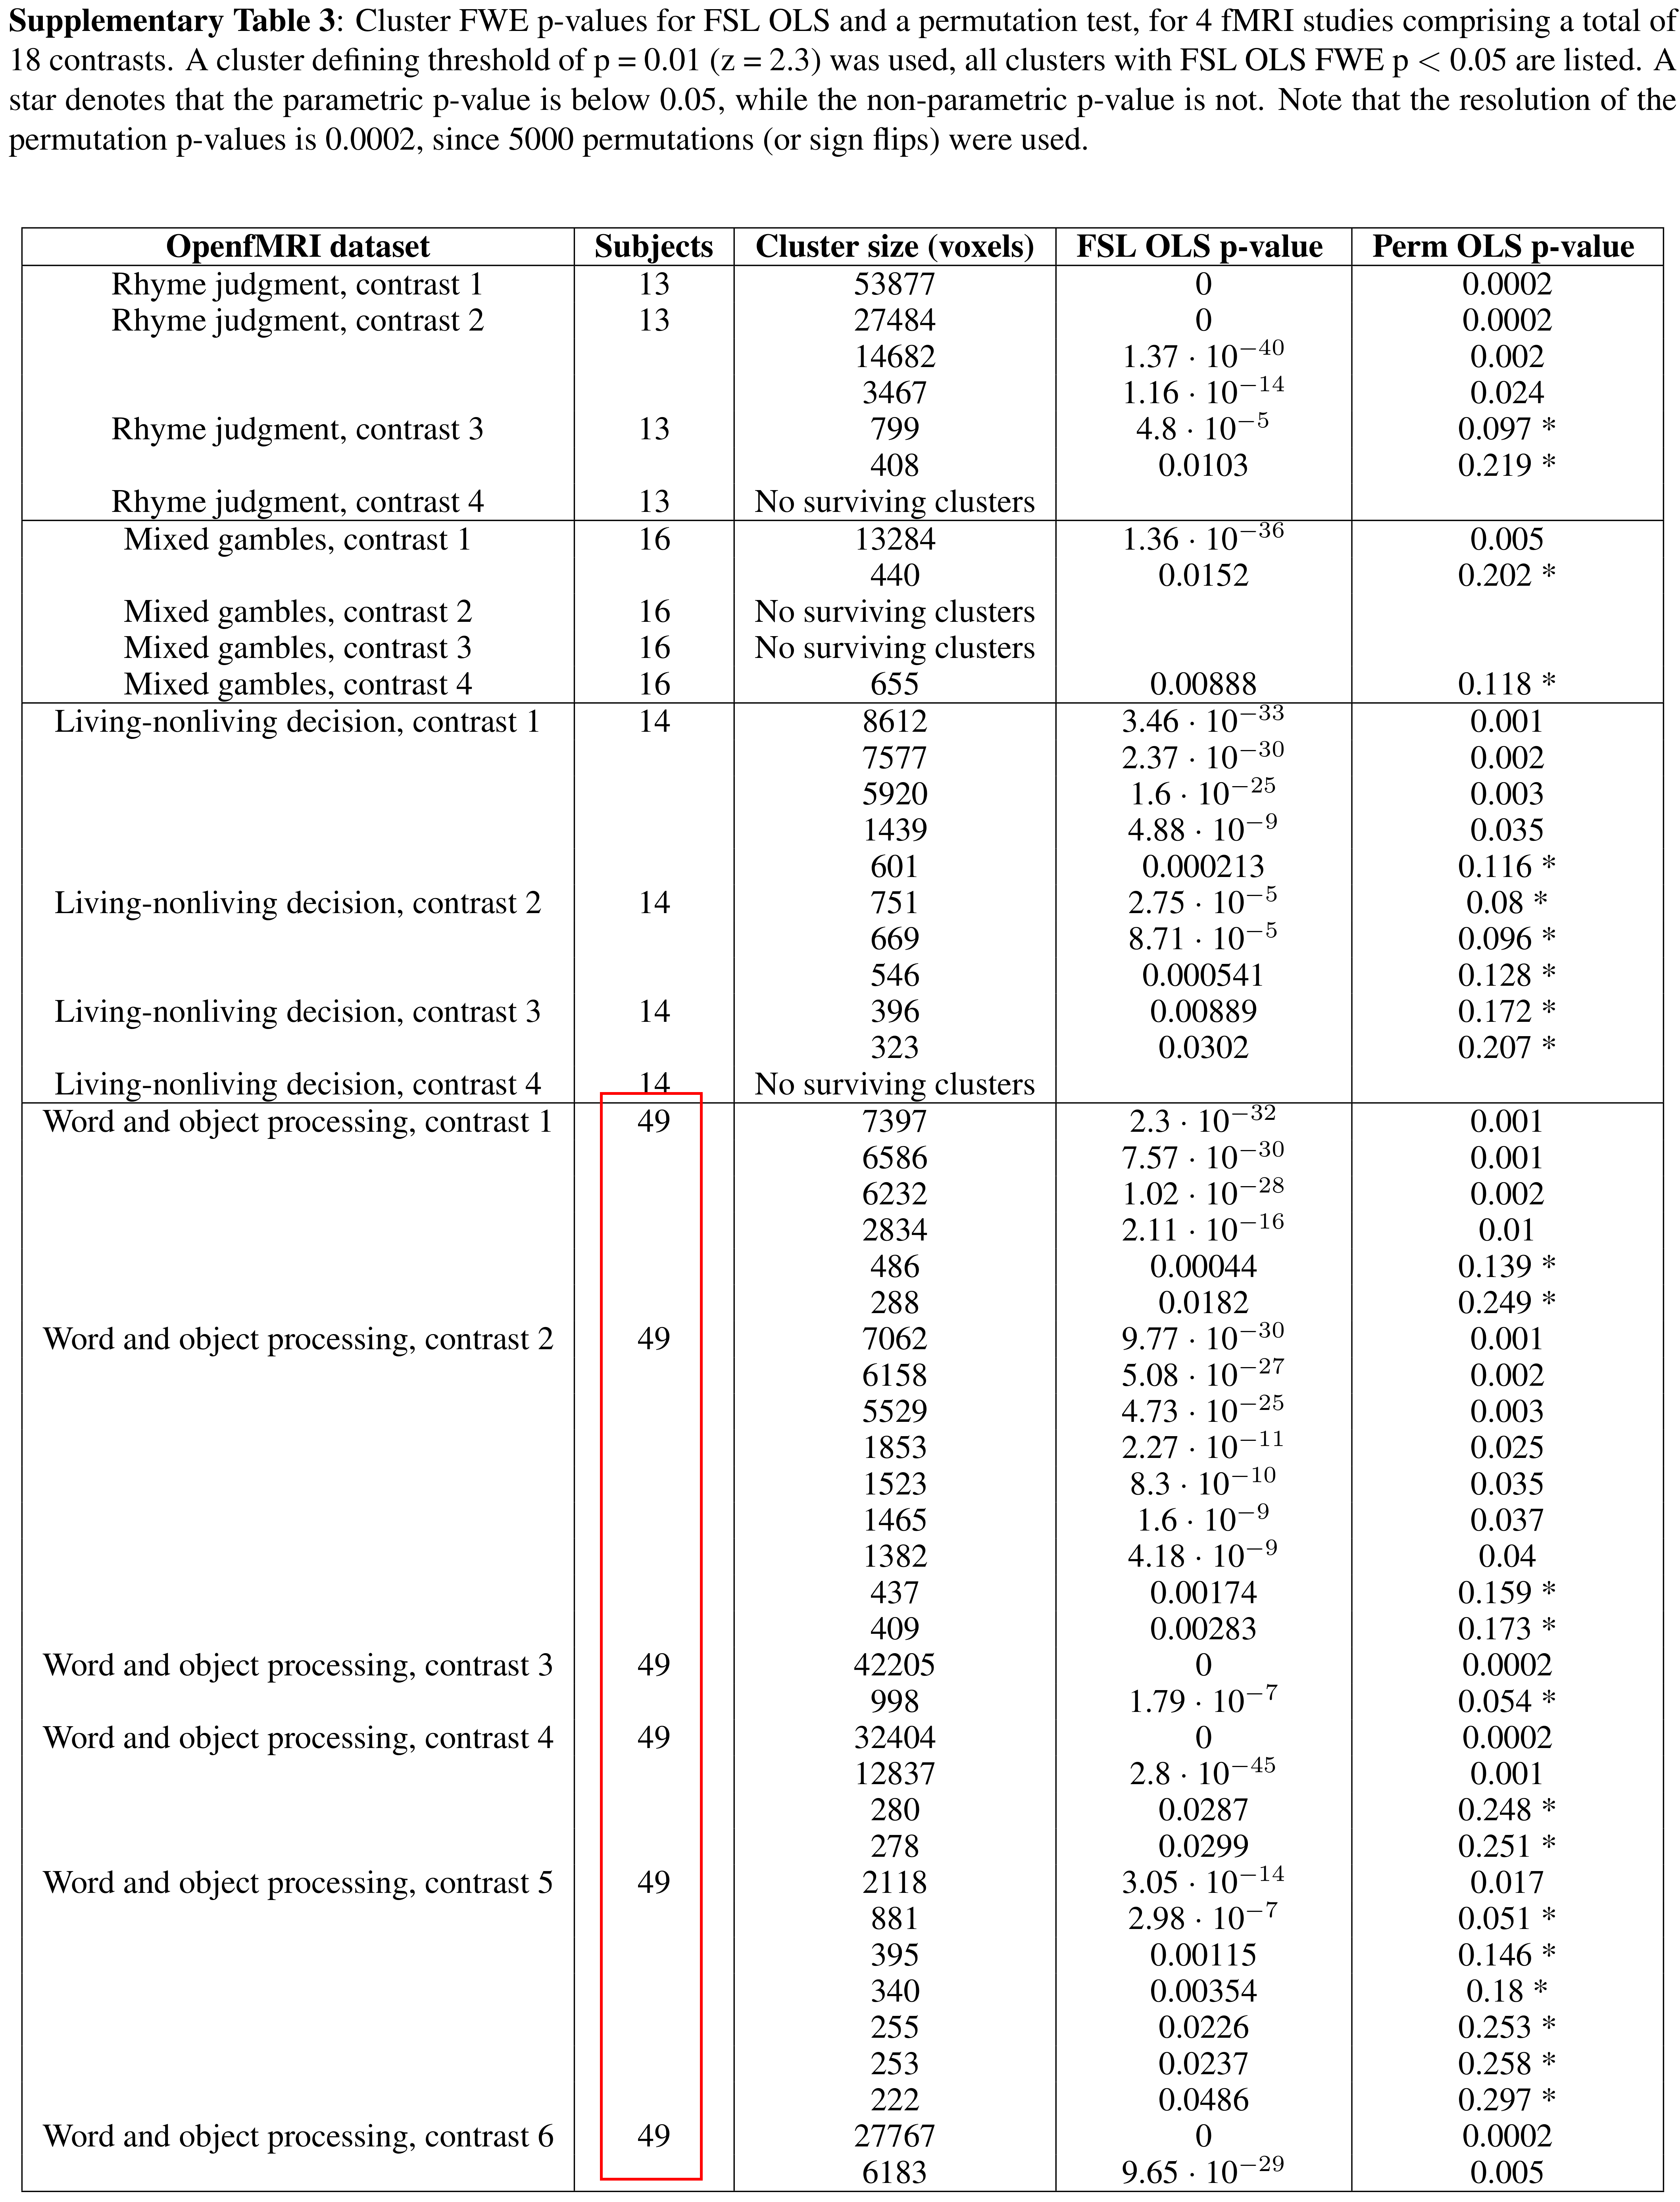 Supplementary Table 3: Cluster FWE p-values for FSL OLS and a permutation test, for 4 fMRI studies comprising a total of
18 contrasts. A cluster defining threshold of p = 0.01 (z = 2.3) was used, all clusters with FSL OLS FWE p < 0.05 are listed. A
star denotes that the parametric p-value is below 0.05, while the non-parametric p-value is not. Note that the resolution of the
permutation p-values is 0.0002, since 5000 permutations (or sign flips) were used.
OpenfMRI dataset Subjects Cluster size (voxels) FSL OLS p-value Perm OLS p-value
Rhyme judgment, contrast 1 13 53877 0 0.0002
Rhyme judgment, contrast 2 13 27484 0 0.0002
14682 1.37 · 10⁻⁴⁰ 0.002
3467 1.16 · 10⁻¹⁴ 0.024
Rhyme judgment, contrast 3 13 799 4.8 · 10⁻⁵ 0.097 *
408 0.0103 0.219 *
Rhyme judgment, contrast 4 13 No surviving clusters
Mixed gambles, contrast 1 16 13284 1.36 · 10⁻³⁶ 0.005
440 0.0152 0.202 *
Mixed gambles, contrast 2 16 No surviving clusters
Mixed gambles, contrast 3 16 No surviving clusters
Mixed gambles, contrast 4 16 655 0.00888 0.118 *
Living-nonliving decision, contrast 1 14 8612 3.46 · 10⁻³³ 0.001
7577 2.37 · 10⁻³⁰ 0.002
5920 1.6 · 10⁻²⁵ 0.003
1439 4.88 · 10⁻⁹ 0.035
601 0.000213 0.116 *
Living-nonliving decision, contrast 2 14 751 2.75 · 10⁻⁵ 0.08 *
669 8.71 · 10⁻⁵ 0.096 *
546 0.000541 0.128 *
Living-nonliving decision, contrast 3 14 396 0.00889 0.172 *
323 0.0302 0.207 *
Living-nonliving decision, contrast 4 14 No surviving clusters
Word and object processing, contrast 1 49 7397 2.3 · 10⁻³² 0.001
6586 7.57 · 10⁻³⁰ 0.001
6232 1.02 · 10⁻²⁸ 0.002
2834 2.11 · 10⁻¹⁶ 0.01
486 0.00044 0.139 *
288 0.0182 0.249 *
Word and object processing, contrast 2 49 7062 9.77 · 10⁻³⁰ 0.001
6158 5.08 · 10⁻²⁷ 0.002
5529 4.73 · 10⁻²⁵ 0.003
1853 2.27 · 10⁻¹¹ 0.025
1523 8.3 · 10⁻¹⁰ 0.035
1465 1.6 · 10⁻⁹ 0.037
1382 4.18 · 10⁻⁹ 0.04
437 0.00174 0.159 *
409 0.00283 0.173 *
Word and object processing, contrast 3 49 42205 0 0.0002
998 1.79 · 10⁻⁷ 0.054 *
Word and object processing, contrast 4 49 32404 0 0.0002
12837 2.8 · 10⁻⁴⁵ 0.001
280 0.0287 0.248 *
278 0.0299 0.251 *
Word and object processing, contrast 5 49 2118 3.05 · 10⁻¹⁴ 0.017
881 2.98 · 10⁻⁷ 0.051 *
395 0.00115 0.146 *
340 0.00354 0.18 *
255 0.0226 0.253 *
253 0.0237 0.258 *
222 0.0486 0.297 *
Word and object processing, contrast 6 49 27767 0 0.0002
6183 9.65 · 10⁻²⁹ 0.005